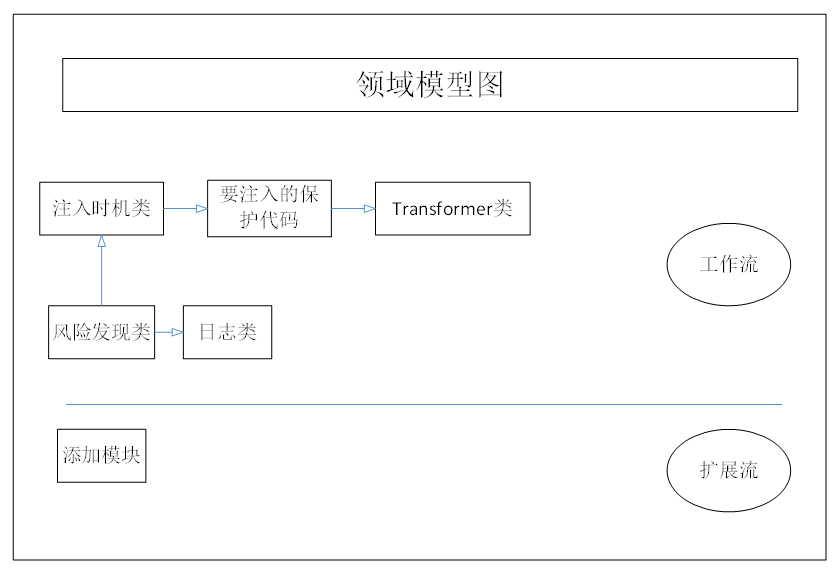 领域模型图
注入时机类
要注入的保
护代码
Transformer类
工作流
风险发现类
日志类
添加模块
扩展流